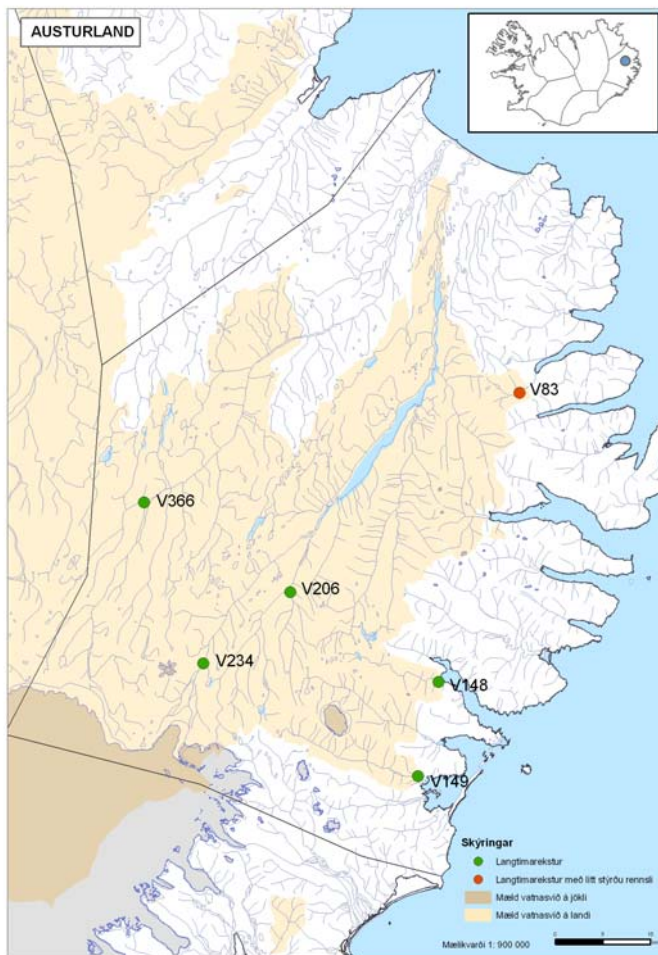 AUSTURLAND
V83
V366
V206
V234
V148
V149
Skýringar
Langtímarekstur
Langtímarekstur með lítt stýrðu rennsli
Mæld vatnasvið á jökli
Mæld vatnasvið á landi
Mælikvarði 1: 900 000
0